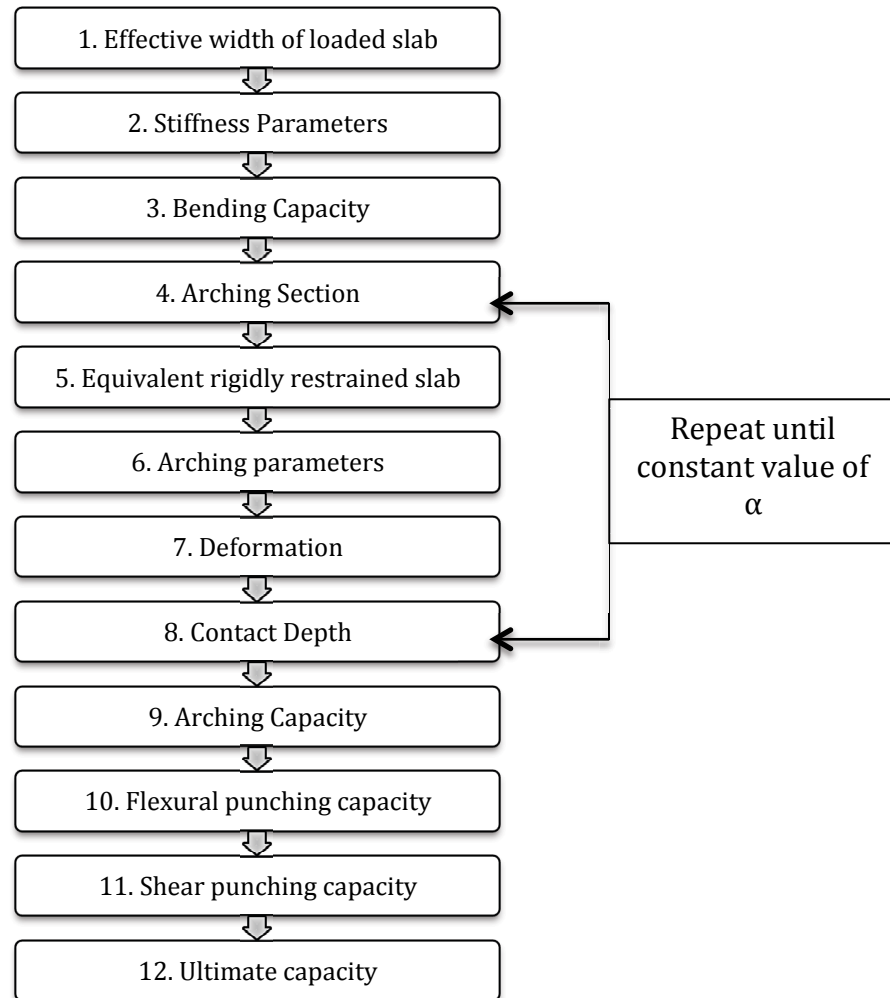 1. Effective width of loaded slab
2. Stiffness Parameters
3. Bending Capacity
4. Arching Section
5. Equivalent rigidly restrained slab
6. Arching parameters
7. Deformation
8. Contact Depth
9. Arching Capacity
10. Flexural punching capacity
11. Shear punching capacity
12. Ultimate capacity
Repeat until
constant value of
α